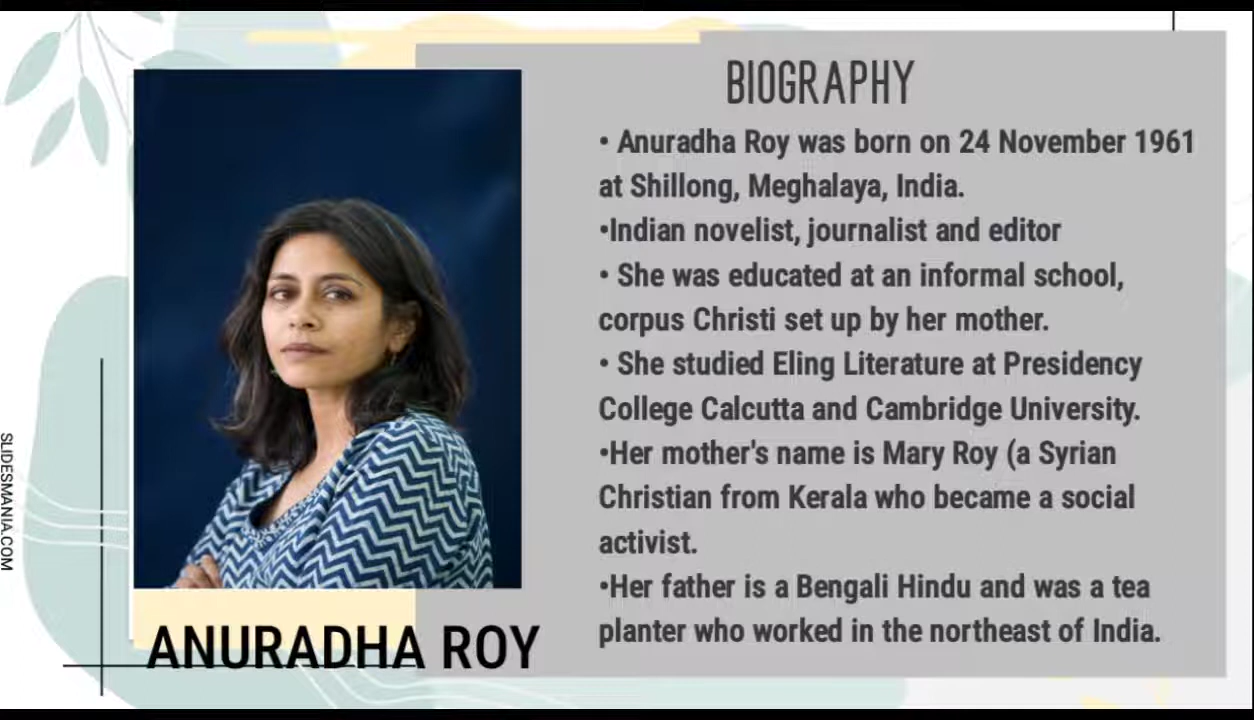 BIOGRAPHY
• Anuradha Roy was born on 24 November 1961
at Shillong, Meghalaya, India.
•Indian novelist, journalist and editor
• She was educated at an informal school,
corpus Christi set up by her mother.
• She studied Eling Literature at Presidency
College Calcutta and Cambridge University.
•Her mother's name is Mary Roy (a Syrian
Christian from Kerala who became a social
activist.
•Her father is a Bengali Hindu and was a tea
planter who worked in the northeast of India.
ANURADHA ROY
SLIDESMANIA.COM